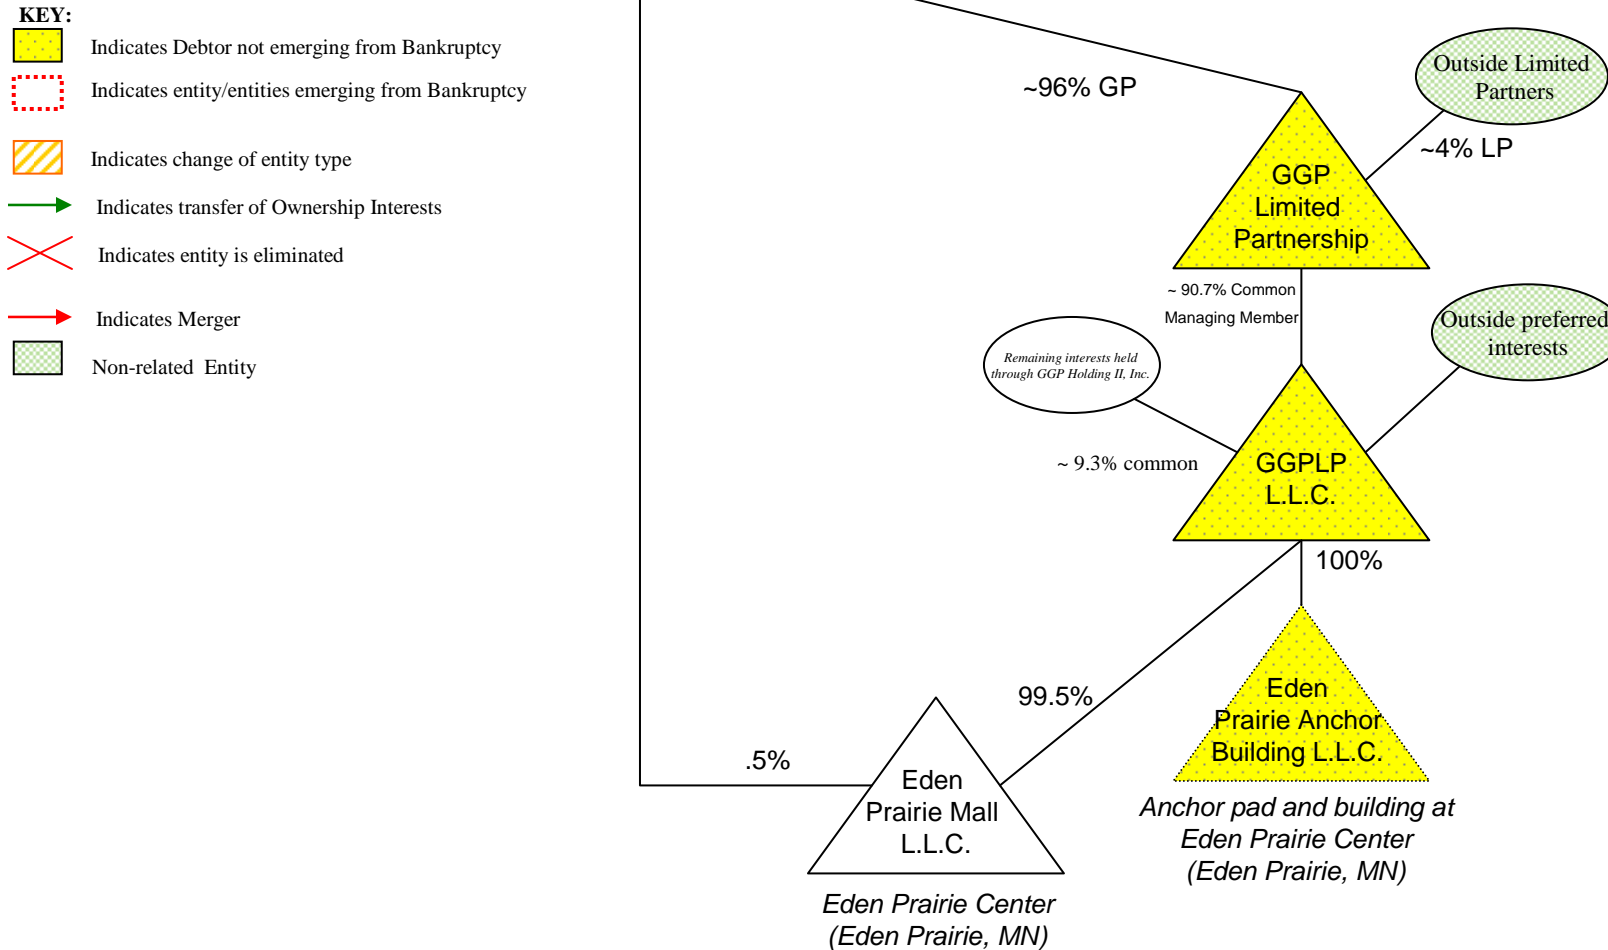 KEY:
Indicates Debtor not emerging from Bankruptcy
Indicates entity/entities emerging from Bankruptcy
Indicates change of entity type
Indicates transfer of Ownership Interests
Indicates entity is eliminated
Indicates Merger
Non-related Entity
~96% GP
Outside Limited
Partners
~4% LP
GGP
Limited
Partnership
~ 90.7% Common
Managing Member
Remaining interests held
through GGP Holding II, Inc.
Outside preferred
interests
~ 9.3% common
GGPLP
L.L.C.
100%
99.5%
.5%
Eden
Prairie Anchor
Building L.L.C.
Anchor pad and building at
Eden Prairie Center
(Eden Prairie, MN)
Eden
Prairie Mall
L.L.C.
Eden Prairie Center
(Eden Prairie, MN)